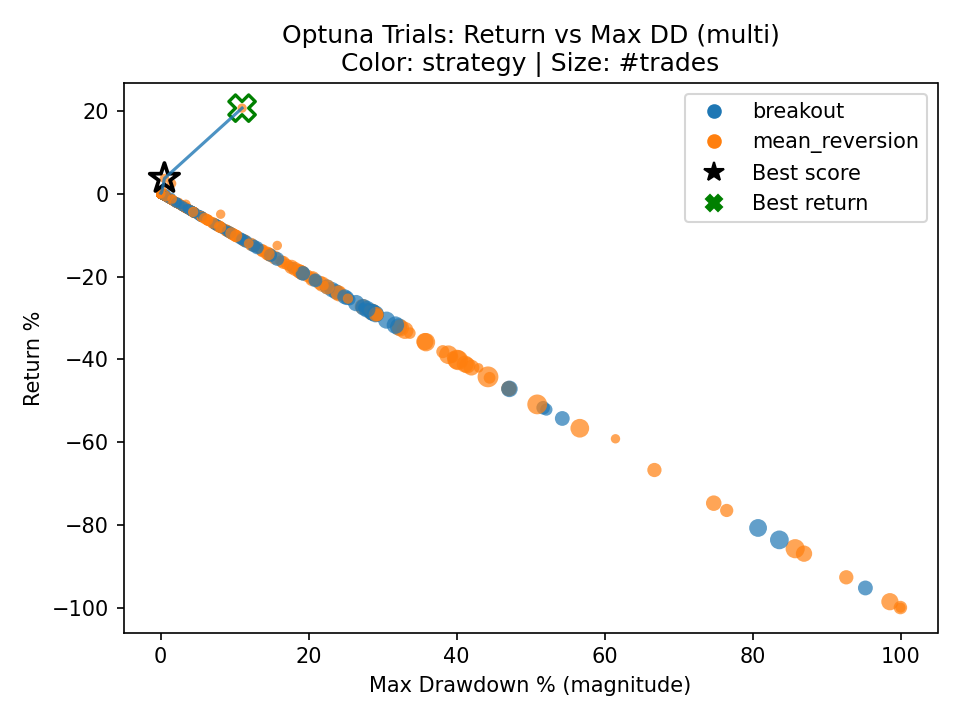 Optuna Trials: Return vs Max DD (multi)
Color: strategy | Size: #trades
breakout
mean_reversion
Best score
Best return
Return %
20
0
−20
−40
−60
−80
−100
0
20
40
60
80
100
Max Drawdown % (magnitude)